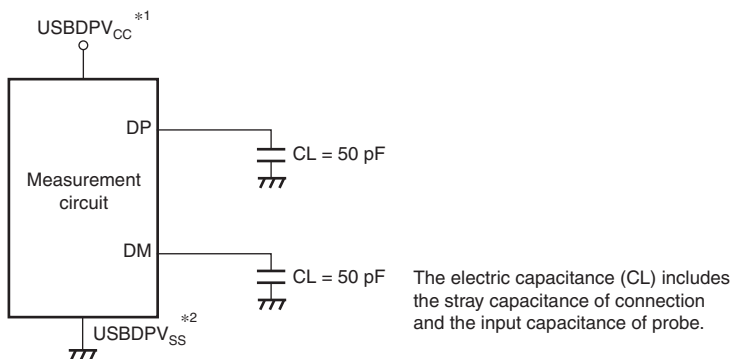 USBDPVCC*1
DP
CL = 50 pF
Measurement
circuit
DM
CL = 50 pF
The electric capacitance (CL) includes
the stray capacitance of connection
and the input capacitance of probe.
USBDPVSS*2